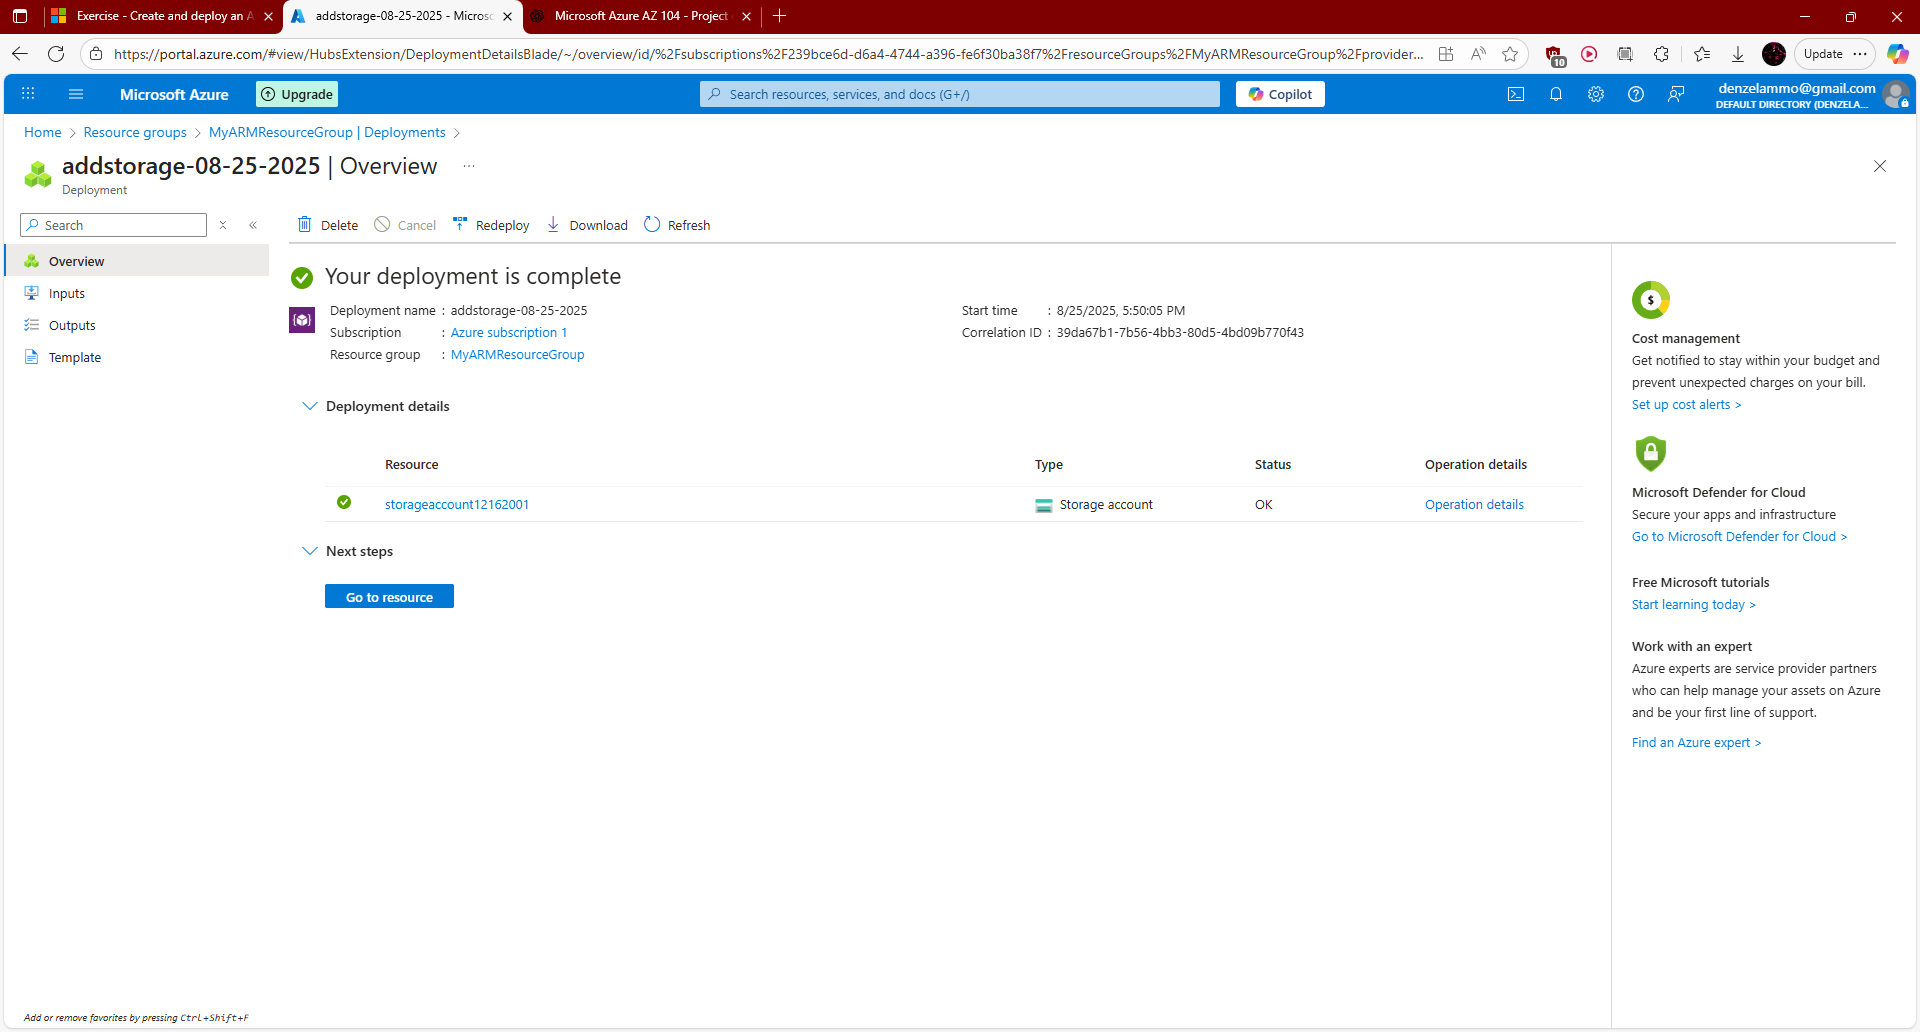 Exercise - Create and deploy an A
addstorage-08-25-2025 - Microsc
Microsoft Azure AZ 104 - Project
https://portal.azure.com/#view/HubsExtension/DeploymentDetailsBlade/~/overview/id/%2Fsubscriptions%2F239bce6d-d6a4-4744-a396-fe6f30ba38f7%2FresourceGroups%2FMyARMResourceGroup%2Fprovider...
10
Update
Microsoft Azure
Upgrade
Search resources, services, and docs (G+/)
Copilot
denzelammo@gmail.com
DEFAULT DIRECTORY (DENZELA...
Home > Resource groups > MyARMResourceGroup | Deployments >
addstorage-08-25-2025 | Overview ...
Deployment
Search
Delete
Cancel
Redeploy
Download
Refresh
Overview
Inputs
Outputs
Template
Your deployment is complete
Deployment name : addstorage-08-25-2025
Subscription : Azure subscription 1
Resource group : MyARMResourceGroup
Start time : 8/25/2025, 5:50:05 PM
Correlation ID : 39da67b1-7b56-4bb3-80d5-4bd09b770f43
Deployment details
Resource Type Status Operation details
storageaccount12162001 Storage account OK Operation details
Next steps
Go to resource
$
Cost management
Get notified to stay within your budget and
prevent unexpected charges on your bill.
Set up cost alerts >
Microsoft Defender for Cloud
Secure your apps and infrastructure
Go to Microsoft Defender for Cloud >
Free Microsoft tutorials
Start learning today >
Work with an expert
Azure experts are service provider partners
who can help manage your assets on Azure
and be your first line of support.
Find an Azure expert >
Add or remove favorites by pressing Ctrl+Shift+F